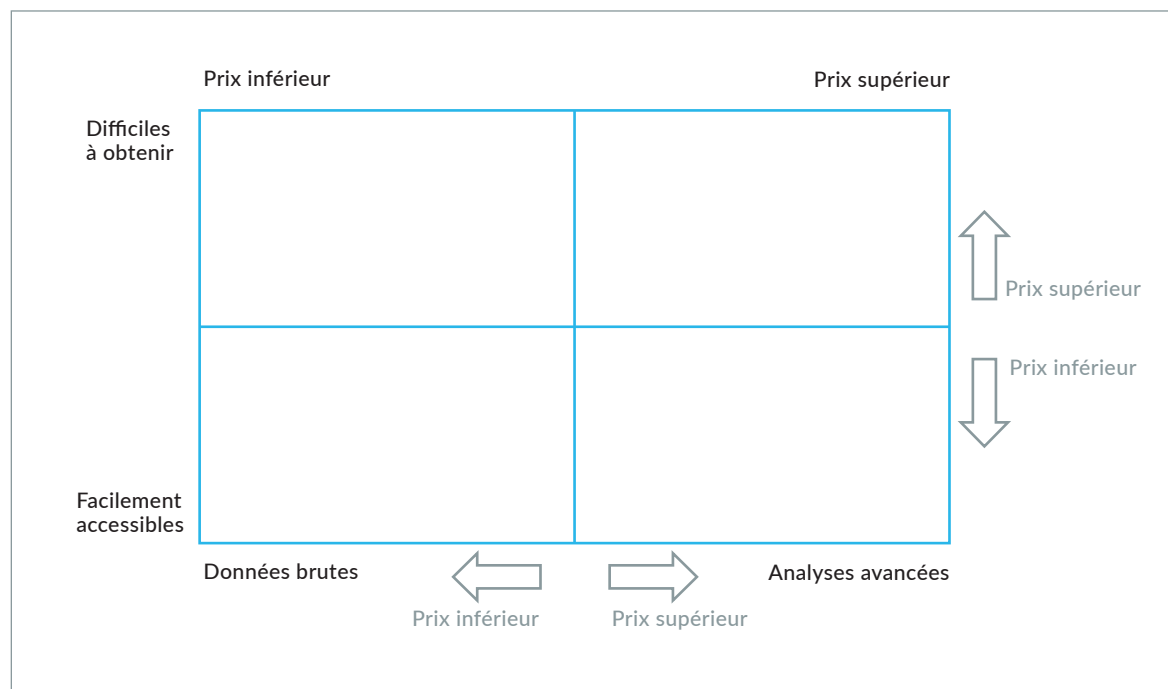 Prix inférieur
Prix supérieur
Difficiles
à obtenir
Prix supérieur
Prix inférieur
Facilement
accessibles
Données brutes
Analyses avancées
Prix inférieur
Prix supérieur